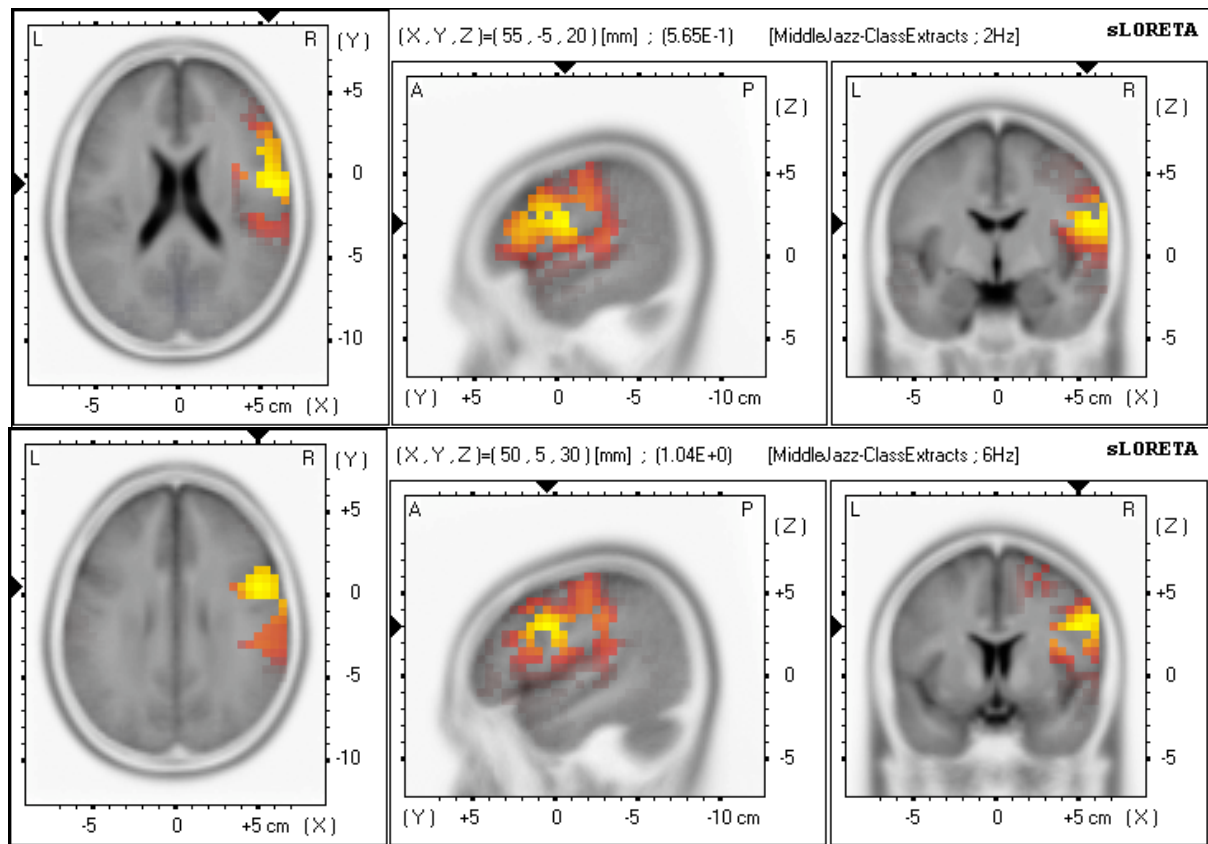 (X,Y,Z)=(55,-5,20)[mm] ; (5.65E-1) [MiddleJazz-ClassExtracts ; 2Hz] sLORETA
L R (Y)
+5
0
-5
-10
-5 0 +5 cm (X)
A P (Z)
+5
0
-5
(Y) +5 0 -5 -10 cm
L R (Z)
+5
0
-5
-5 0 +5 cm (X)
(X,Y,Z)=(50,5,30)[mm] ; (1.04E+0) [MiddleJazz-ClassExtracts ; 6Hz] sLORETA
L R (Y)
+5
0
-5
-10
-5 0 +5 cm (X)
A P (Z)
+5
0
-5
(Y) +5 0 -5 -10 cm
L R (Z)
+5
0
-5
-5 0 +5 cm (X)